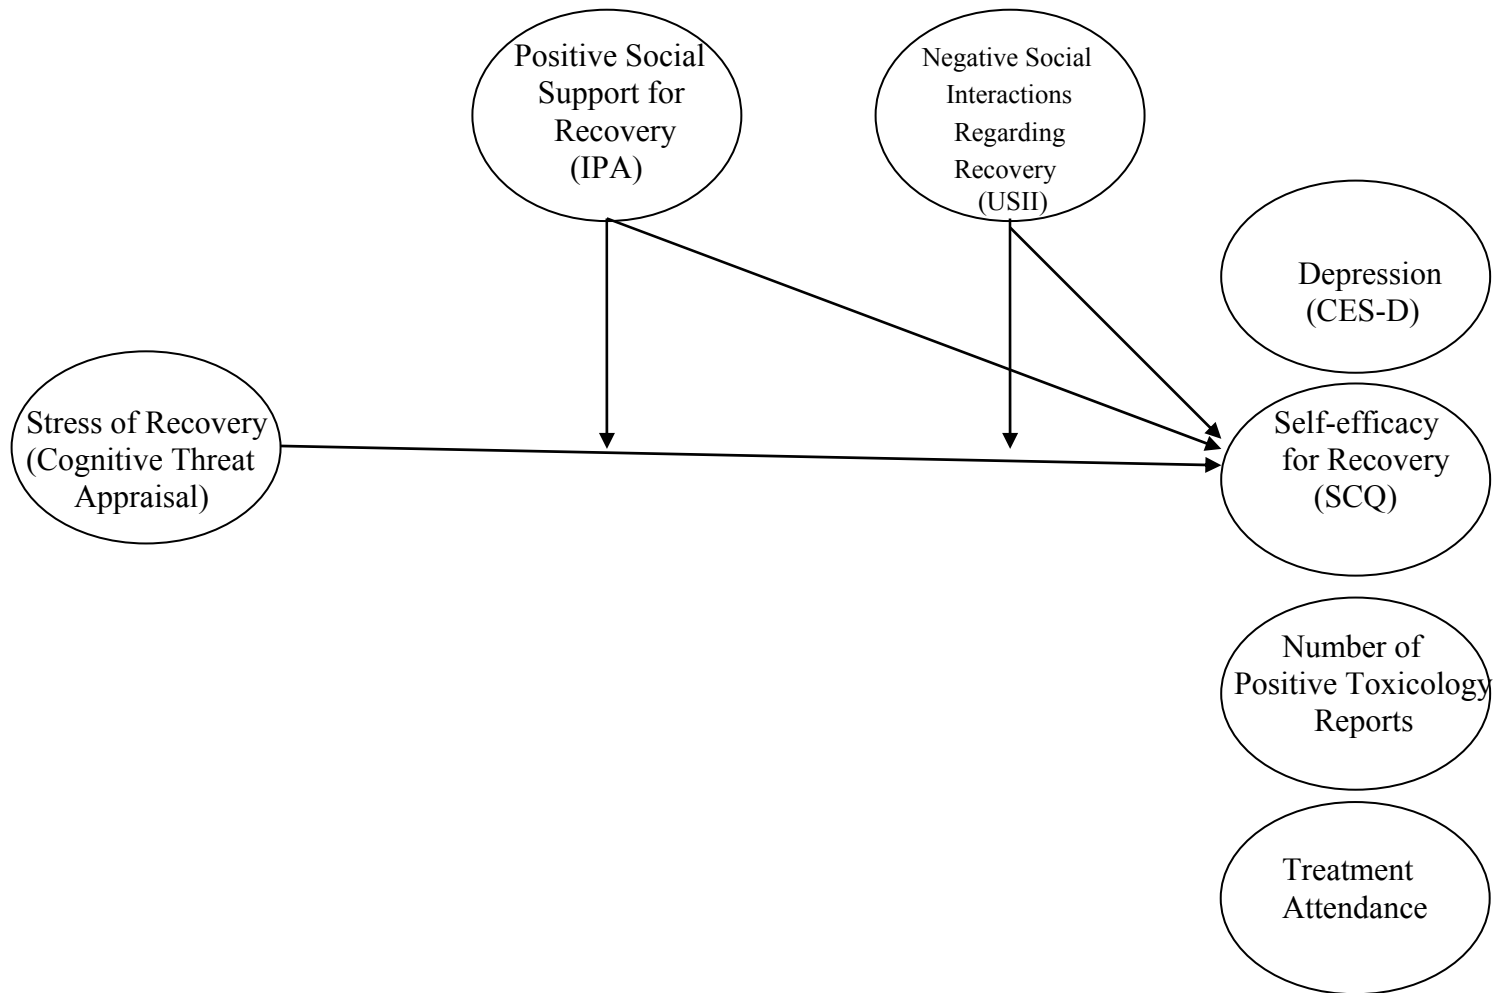 Positive Social
Support for
Recovery
(IPA)
Negative Social
Interactions
Regarding
Recovery
(USII)
Depression
(CES-D)
Stress of Recovery
(Cognitive Threat
Appraisal)
Self-efficacy
for Recovery
(SCQ)
Number of
Positive Toxicology
Reports
Treatment
Attendance